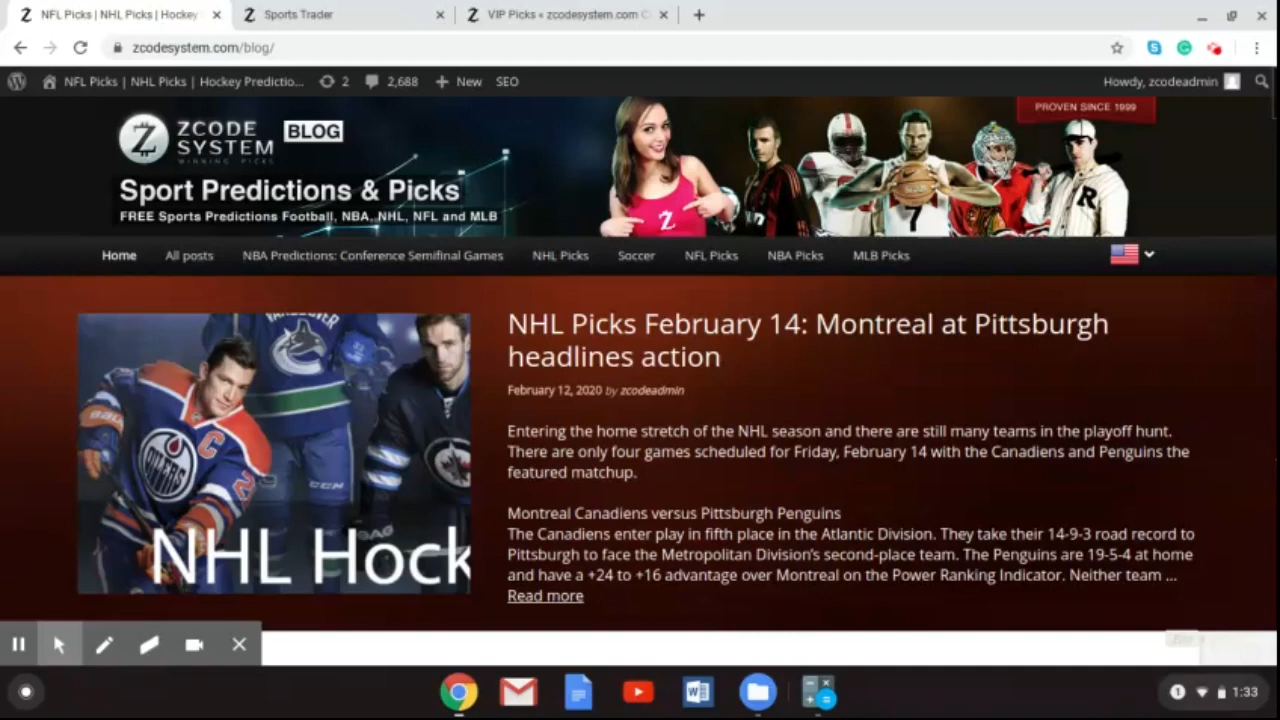 NFL Picks | NHL Picks | Hockey
Sports Trader
VIP Picks « zcodesystem.com
zcodesystem.com/blog/
NFL Picks | NHL Picks | Hockey Predictio...
2
2,688
New
SEO
Howdy, zcodeadmin
PROVEN SINCE 1999
ZCODE
SYSTEM
BLOG
WINNING PICKS
Sport Predictions & Picks
FREE Sports Predictions Football, NBA, NHL, NFL and MLB
Home
All posts
NBA Predictions: Conference Semifinal Games
NHL Picks
Soccer
NFL Picks
NBA Picks
MLB Picks
VANCOUVER
OILERS
C
CCM
NHL Hock
NHL Picks February 14: Montreal at Pittsburgh
headlines action
February 12, 2020 by zcodeadmin
Entering the home stretch of the NHL season and there are still many teams in the playoff hunt.
There are only four games scheduled for Friday, February 14 with the Canadiens and Penguins the
featured matchup.
Montreal Canadiens versus Pittsburgh Penguins
The Canadiens enter play in fifth place in the Atlantic Division. They take their 14-9-3 road record to
Pittsburgh to face the Metropolitan Division's second-place team. The Penguins are 19-5-4 at home
and have a +24 to +16 advantage over Montreal on the Power Ranking Indicator. Neither team ...
Read more
1:33